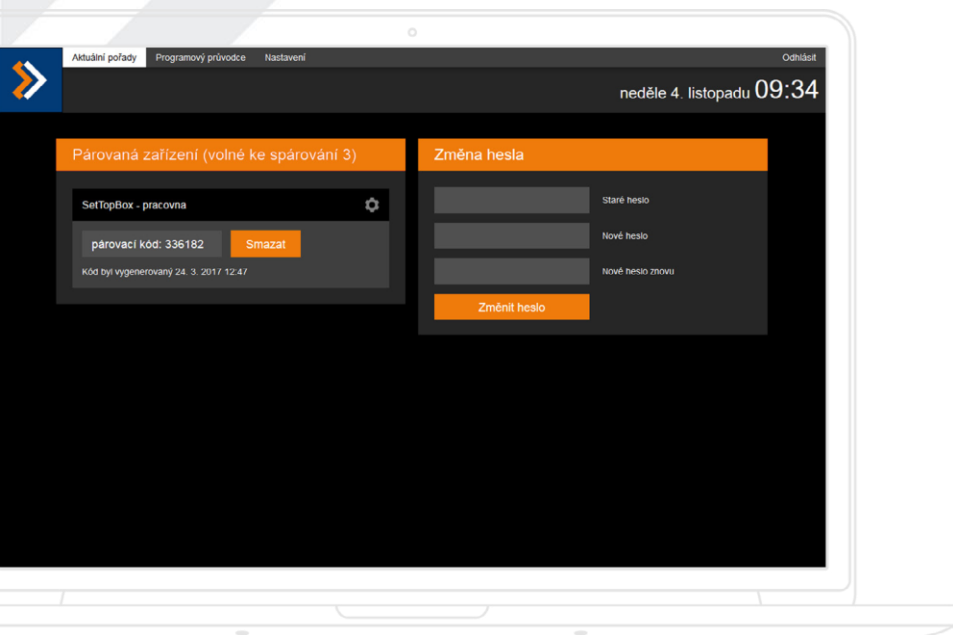 Aktuální pořady Programový průvodce Nastavení Odhlásit
neděle 4. listopadu 09:34
Párovaná zařízení (volné ke spárování 3)
SetTopBox - pracovna
párovací kód: 336182 Smazat
Kód byl vygenerovaný 24. 3. 2017 12:47
Změna hesla
Staré heslo
Nové heslo
Nové heslo znovu
Změnit heslo